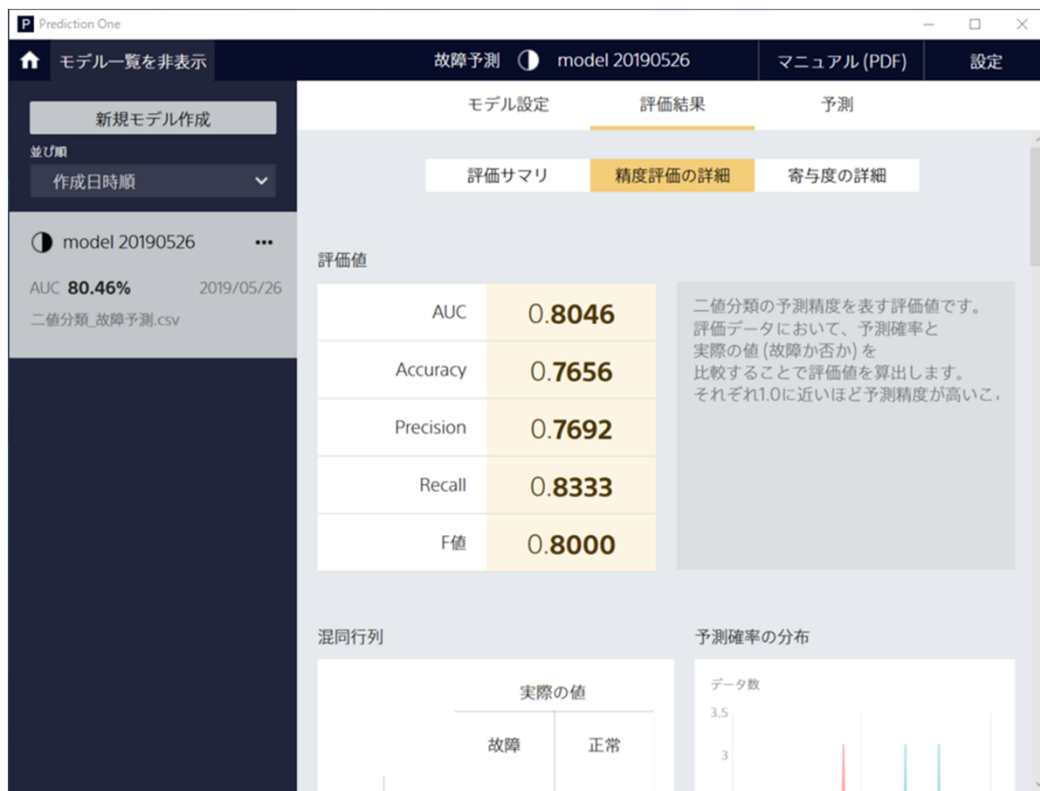 P Prediction One
モデル一覧を非表示
故障予測 model 20190526
マニュアル (PDF)
設定
新規モデル作成
並び順
作成日時順
model 20190526
AUC 80.46% 2019/05/26
二値分類_故障予測.csv
モデル設定 評価結果 予測
評価サマリ 精度評価の詳細 寄与度の詳細
評価値
AUC 0.8046
Accuracy 0.7656
Precision 0.7692
Recall 0.8333
F値 0.8000
二値分類の予測精度を表す評価値です。
評価データにおいて、予測確率と
実際の値 (故障か否か) を
比較することで評価値を算出します。
それぞれ1.0に近いほど予測精度が高いこ
混同行列
実際の値
故障 正常
予測確率の分布
データ数
3.5
3